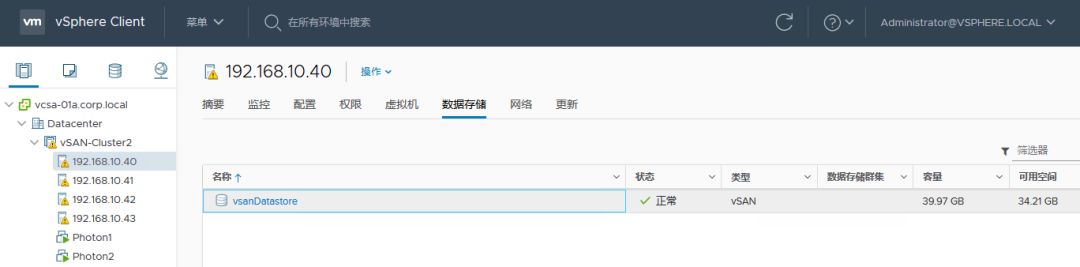 vm vSphere Client 菜单 在所有环境中搜索 Administrator@VSPHERE.LOCAL
vcsa-01a.corp.local
Datacenter
vSAN-Cluster2
192.168.10.40
192.168.10.41
192.168.10.42
192.168.10.43
Photon1
Photon2
192.168.10.40 操作
摘要 监控 配置 权限 虚拟机 数据存储 网络 更新
筛选器
名称 状态 类型 数据存储群集 容量 可用空间
vsanDatastore 正常 vSAN 39.97 GB 34.21 GB